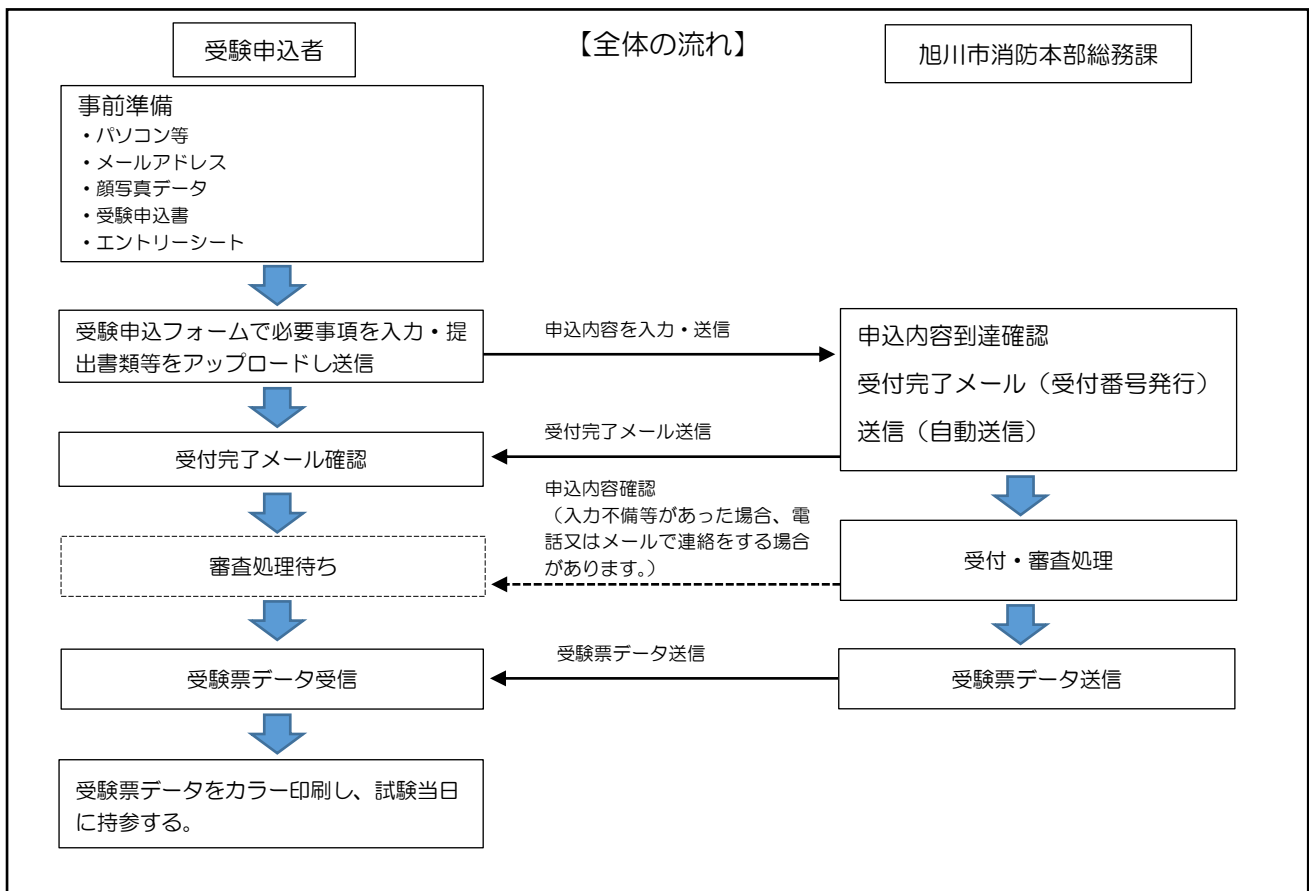 【全体の流れ】
受験申込者
旭川市消防本部総務課
事前準備
・パソコン等
・メールアドレス
・顔写真データ
・受験申込書
・エントリーシート
受験申込フォームで必要事項を入力・提
出書類等をアップロードし送信
申込内容を入力・送信
申込内容到達確認
受付完了メール（受付番号発行）
送信（自動送信）
受付完了メール送信
受付完了メール確認
申込内容確認
（入力不備等があった場合、電
話又はメールで連絡をする場合
があります。）
審査処理待ち
受付・審査処理
受験票データ送信
受験票データ受信
受験票データ送信
受験票データをカラー印刷し、試験当日
に持参する。